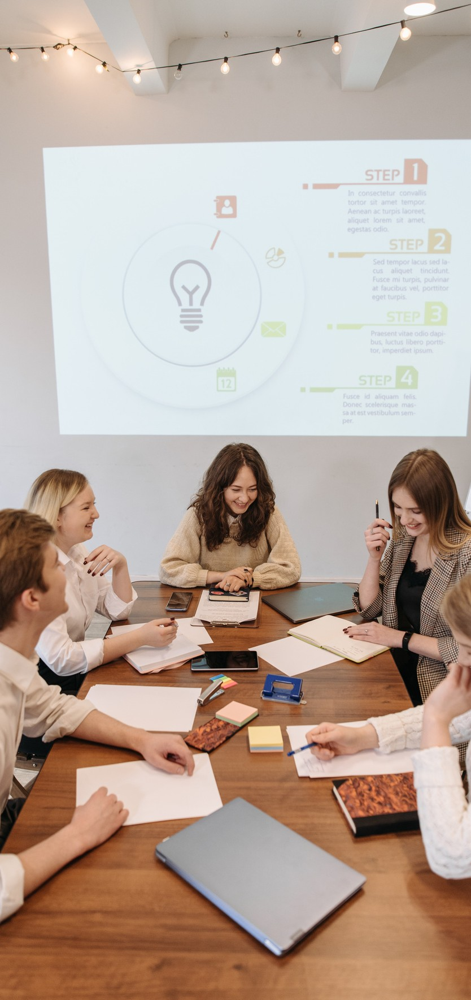 STEP 1
In consectetur convallis
tortor sit amet tempor.
Aenean ac turpis laoreet,
aliquet lorem sit amet,
egestas odio.
STEP 2
Sed tempor lacus sed la-
cus aliquet tincidunt.
Fusce mi turpis, pulvinar
at faucibus vel, porttitor
eget turpis.
STEP 3
Praesent vitae odio dapi-
bus, luctus libero portti-
tor, imperdiet ipsum.
STEP 4
Fusce id aliquam felis.
Donec scelerisque mas-
sa at est vestibulum sem-
per.
12